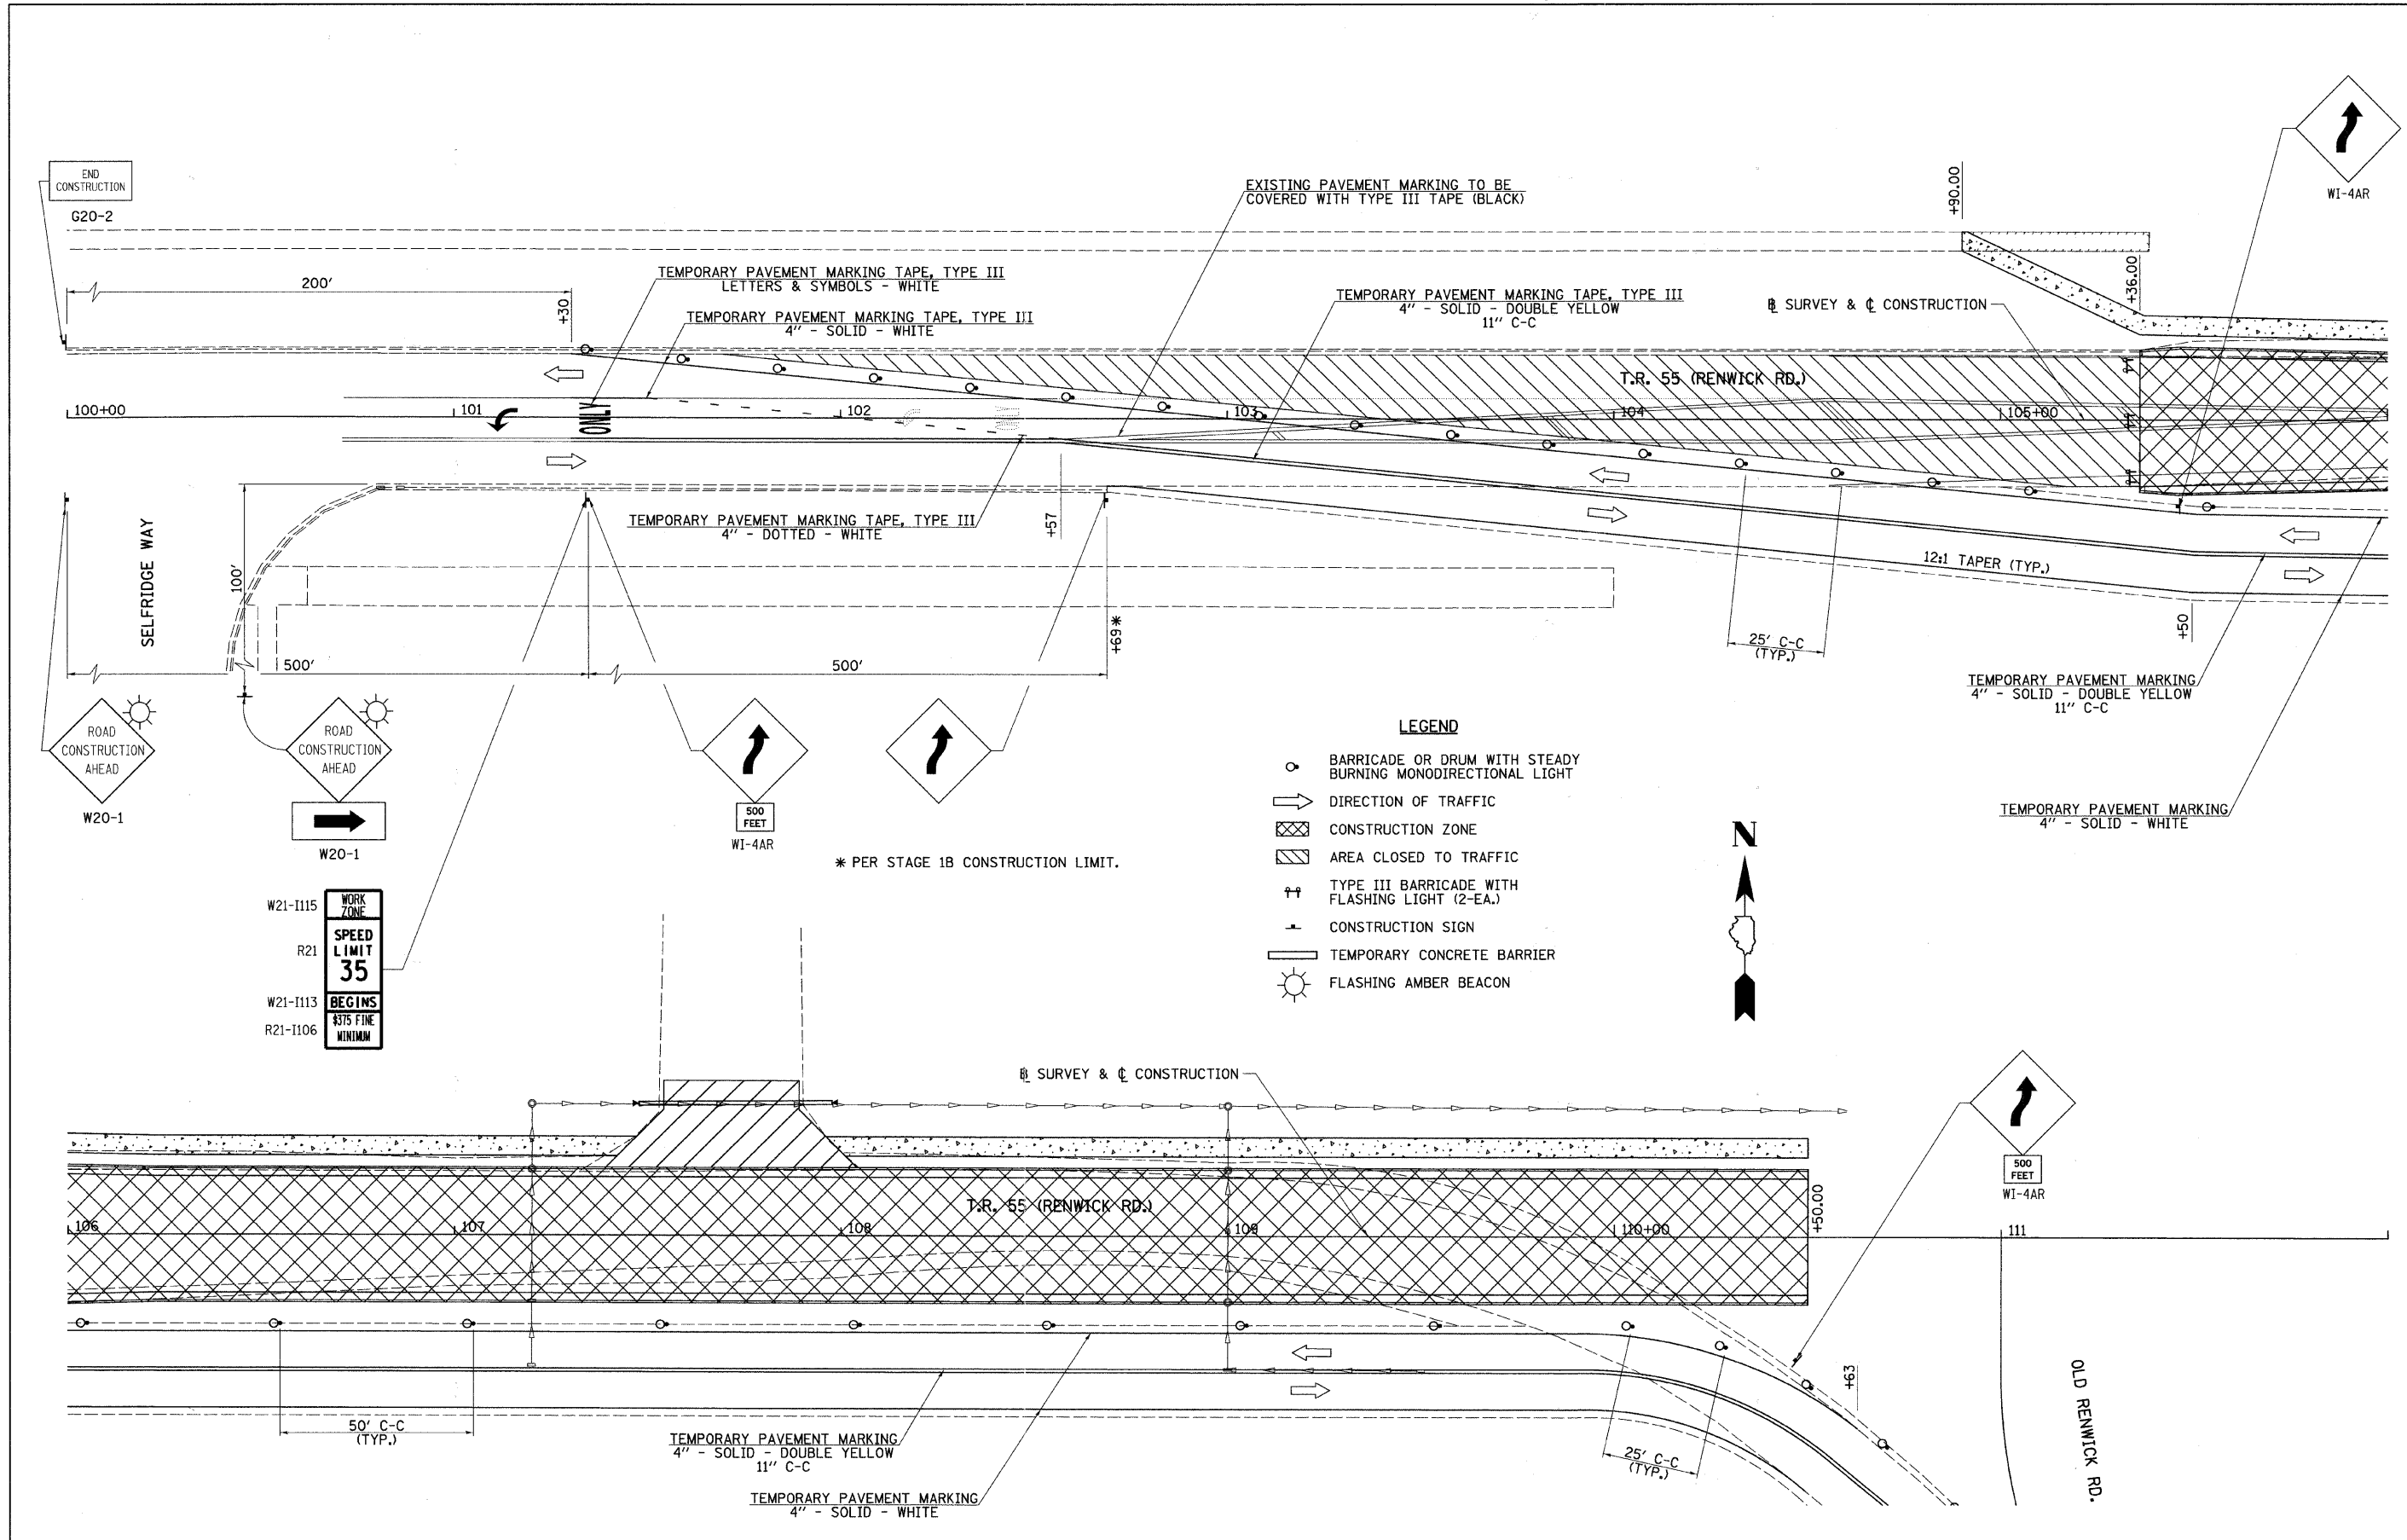 END
CONSTRUCTION
G20-2
200'
+30
TEMPORARY PAVEMENT MARKING TAPE, TYPE III
LETTERS & SYMBOLS - WHITE
TEMPORARY PAVEMENT MARKING TAPE, TYPE III
4" - SOLID - WHITE
EXISTING PAVEMENT MARKING TO BE
COVERED WITH TYPE III TAPE (BLACK)
TEMPORARY PAVEMENT MARKING TAPE, TYPE III
4" - SOLID - DOUBLE YELLOW
11" C-C
℄ SURVEY & ℄ CONSTRUCTION
+90.00
+36.00
WI-4AR
T.R. 55 (RENWICK RD.)
100+00
101
102
103
104
105+00
ONLY
TEMPORARY PAVEMENT MARKING TAPE, TYPE III
4" - DOTTED - WHITE
+57
+69*
12:1 TAPER (TYP.)
+50
25' C-C
(TYP.)
SELFRIDGE WAY
100'
500'
500'
TEMPORARY PAVEMENT MARKING
4" - SOLID - DOUBLE YELLOW
11" C-C
TEMPORARY PAVEMENT MARKING
4" - SOLID - WHITE
ROAD
CONSTRUCTION
AHEAD
W20-1
ROAD
CONSTRUCTION
AHEAD
W20-1
500
FEET
WI-4AR
* PER STAGE 1B CONSTRUCTION LIMIT.
W21-I115
WORK
ZONE
R21
SPEED
LIMIT
35
W21-I113
BEGINS
R21-I106
$375 FINE
MINIMUM
LEGEND
BARRICADE OR DRUM WITH STEADY
BURNING MONODIRECTIONAL LIGHT
DIRECTION OF TRAFFIC
CONSTRUCTION ZONE
AREA CLOSED TO TRAFFIC
TYPE III BARRICADE WITH
FLASHING LIGHT (2-EA.)
CONSTRUCTION SIGN
TEMPORARY CONCRETE BARRIER
FLASHING AMBER BEACON
N
℄ SURVEY & ℄ CONSTRUCTION
500
FEET
WI-4AR
T.R. 55 (RENWICK RD.)
106
107
108
109
110+00
111
+50.00
+63
50' C-C
(TYP.)
25' C-C
(TYP.)
TEMPORARY PAVEMENT MARKING
4" - SOLID - DOUBLE YELLOW
11" C-C
TEMPORARY PAVEMENT MARKING
4" - SOLID - WHITE
OLD RENWICK RD.